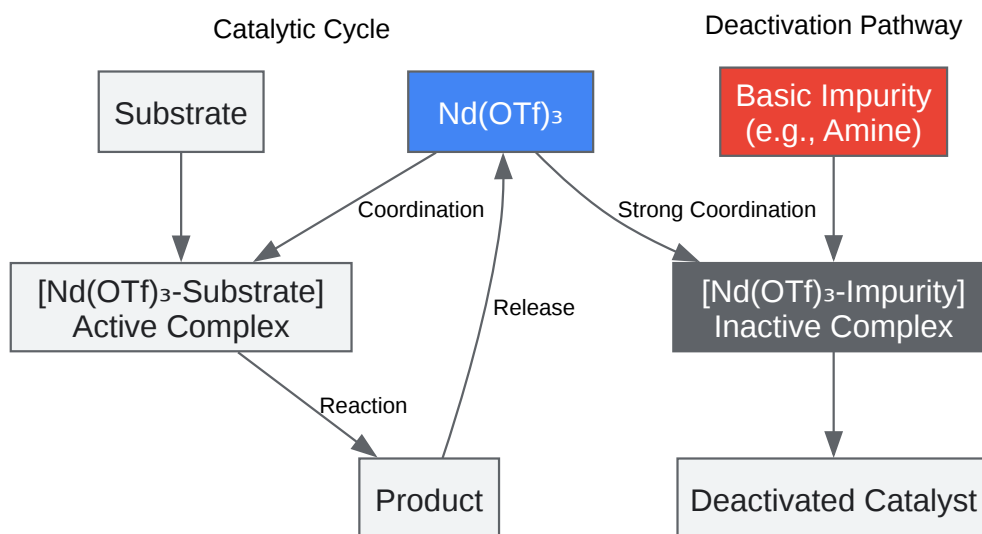 Catalytic Cycle
Deactivation Pathway
Substrate
Nd(OTf)₃
Basic Impurity
(e.g., Amine)
Coordination
Strong Coordination
[Nd(OTf)₃-Substrate]
Active Complex
[Nd(OTf)₃-Impurity]
Inactive Complex
Release
Reaction
Product
Deactivated Catalyst